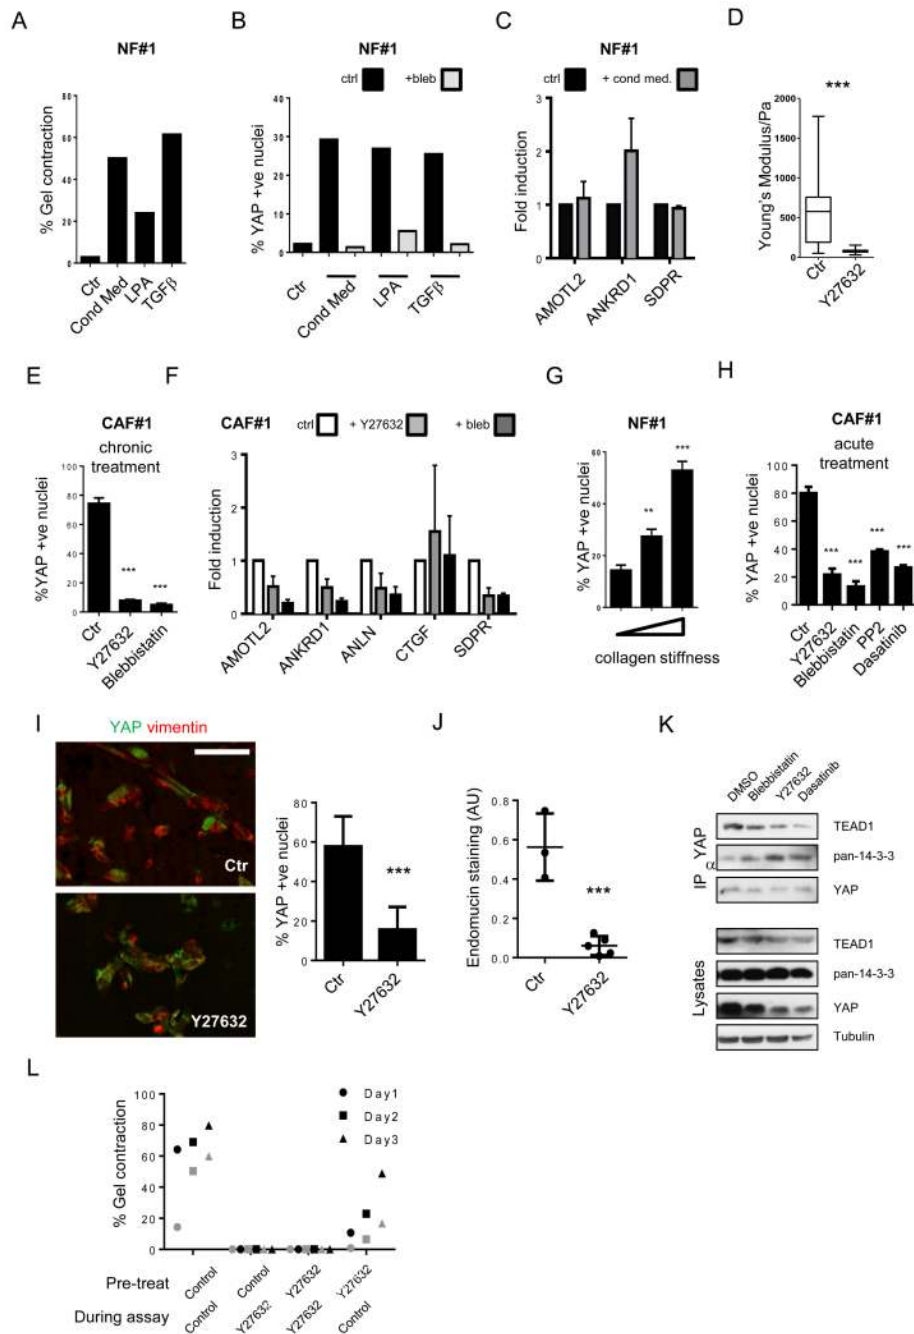 A
NF#1
% Gel contraction
80
60
40
20
0
Ctr
Cond Med
LPA
TGFβ
B
NF#1
ctrl
+bleb
% YAP +ve nuclei
40
30
20
10
0
Ctr
Cond Med
LPA
TGFβ
C
NF#1
ctrl
+ cond med.
Fold induction
3
2
1
0
AMOTL2
ANKRD1
SDPR
D
***
Young's Modulus/Pa
2000
1500
1000
500
0
Ctr
Y27632
E
CAF#1
chronic
treatment
%YAP +ve nuclei
100
80
60
40
20
0
***
***
Ctr
Y27632
Blebbistatin
F
CAF#1
ctrl
+ Y27632
+ bleb
Fold induction
3
2
1
0
AMOTL2
ANKRD1
ANLN
CTGF
SDPR
G
NF#1
% YAP +ve nuclei
60
40
20
0
**
***
collagen stiffness
H
CAF#1
acute
treatment
% YAP +ve nuclei
100
80
60
40
20
0
***
***
***
***
Ctr
Y27632
Blebbistatin
PP2
Dasatinib
I
YAP vimentin
Ctr
Y27632
% YAP +ve nuclei
80
60
40
20
0
***
Ctr
Y27632
J
Endomucin staining (AU)
0.8
0.6
0.4
0.2
0.0
***
Ctr
Y27632
K
DMSO
Blebbistatin
Y27632
Dasatinib
IP α YAP
TEAD1
pan-14-3-3
YAP
Lysates
TEAD1
pan-14-3-3
YAP
Tubulin
L
% Gel contraction
100
80
60
40
20
0
Day1
Day2
Day3
Pre-treat
Control
Control
Y27632
Y27632
During assay
Control
Y27632
Y27632
Control